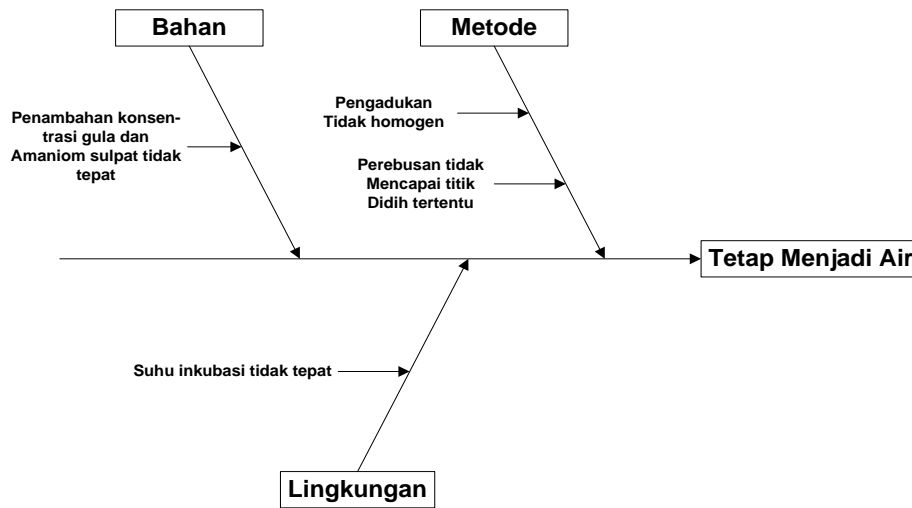 Bahan
Metode
Penambahan konsen-
trasi gula dan
Amaniom sulpat tidak
tepat
Pengadukan
Tidak homogen
Perebusan tidak
Mencapai titik
Didih tertentu
Tetap Menjadi Air
Suhu inkubasi tidak tepat
Lingkungan